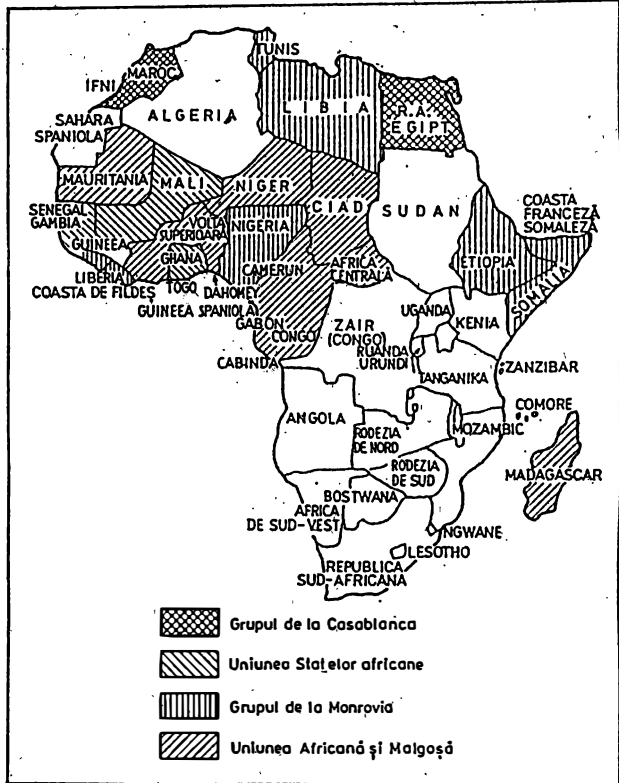 TUNIS
MAROC
IFNI
ALGERIA
LIBIA
R.A.
EGIPT
SAHARA
SPANIOLA
MAURITANIA
MALI
NIGER
CIAD
SUDAN
SENEGAL
GAMBIA
GUINEEA
VOLTA
SUPERIOARA
NIGERIA
GHANA
COASTA
FRANCEZĂ
SOMALEZĂ
ETIOPIA
SOMALIA
LIBERIA
COASTA DE FILDEȘ
TOGO
DAHOMEY
GUINEEA SPANIOLĂ
CAMERUN
AFRICA
CENTRALĂ
GABON
CONGO
CABINDA
ZAIR
(CONGO)
UGANDA
KENIA
RUANDA
URUNDI
TANGANIKA
ZANZIBAR
COMORE
ANGOLA
RODEZIA
DE NORD
MOZAMBIC
RODEZIA
DE SUD
MADAGASCAR
BOSTWANA
AFRICA
DE SUD-VEST
NGWANE
LESOTHO
REPUBLICA
SUD-AFRICANA
Grupul de la Casablanca
Uniunea Statelor africane
Grupul de la Monrovia
Uniunea Africană și Malgoșă